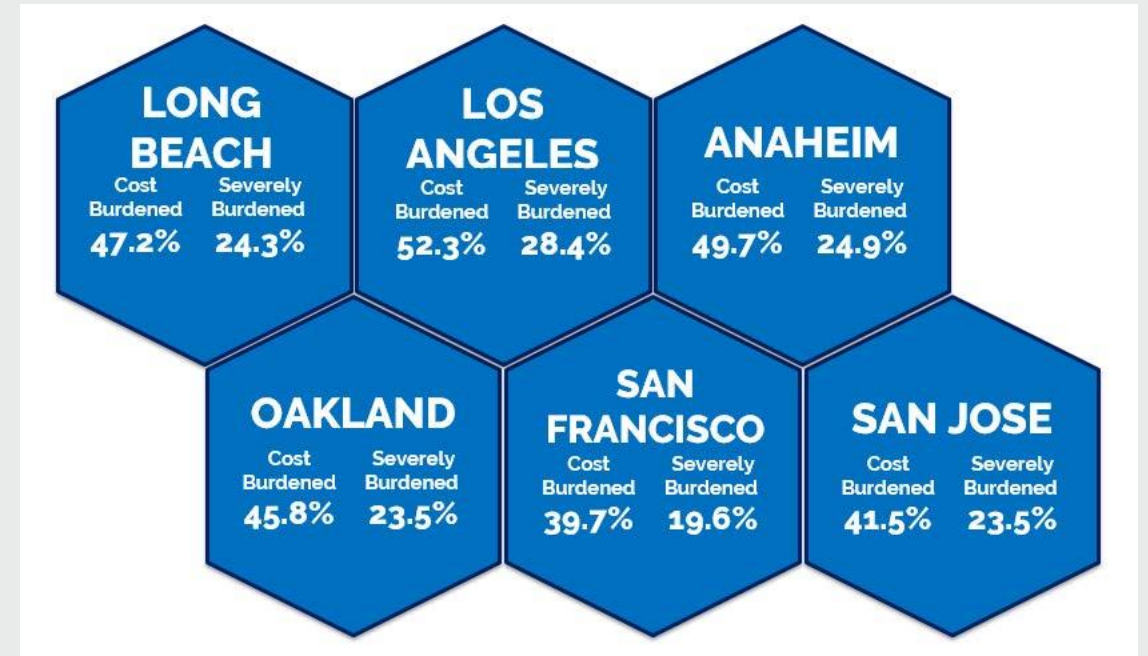 LONG
BEACH
Cost Severely
Burdened Burdened
47.2% 24.3%
LOS
ANGELES
Cost Severely
Burdened Burdened
52.3% 28.4%
ANAHEIM
Cost Severely
Burdened Burdened
49.7% 24.9%
OAKLAND
Cost Severely
Burdened Burdened
45.8% 23.5%
SAN
FRANCISCO
Cost Severely
Burdened Burdened
39.7% 19.6%
SAN JOSE
Cost Severely
Burdened Burdened
41.5% 23.5%